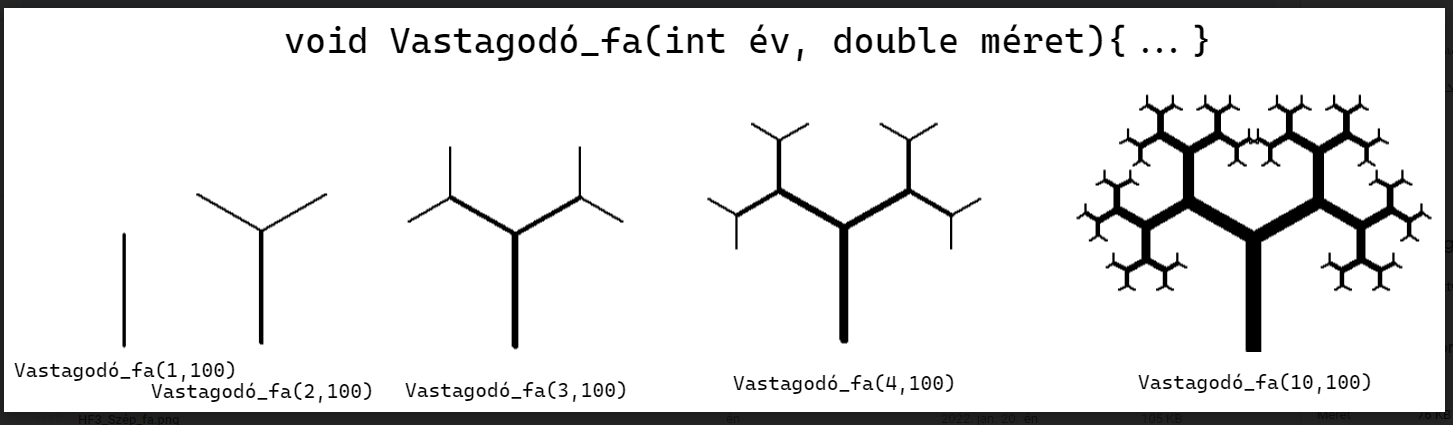 void Vastagodó_fa(int év, double méret){ ... }
Vastagodó_fa(1,100)
Vastagodó_fa(2,100)
Vastagodó_fa(3,100)
Vastagodó_fa(4,100)
Vastagodó_fa(10,100)
HF3_Szép_fa.png én 2022. jan. 20. én 705 KB Méret 76 KB